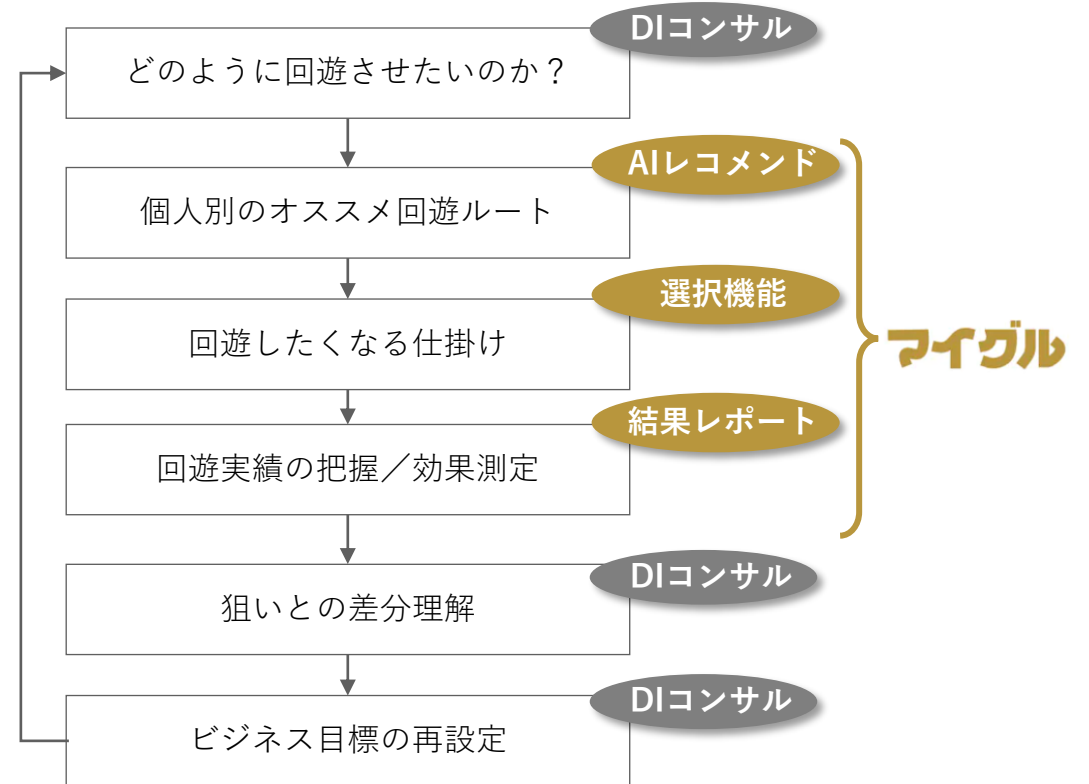 DIコンサル
どのように回遊させたいのか？
AIレコメンド
個人別のオススメ回遊ルート
選択機能
回遊したくなる仕掛け
マイグル
結果レポート
回遊実績の把握／効果測定
DIコンサル
狙いとの差分理解
DIコンサル
ビジネス目標の再設定